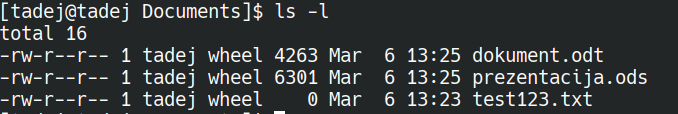 [tadej@tadej Documents]$ ls -l
total 16
-rw-r--r-- 1 tadej wheel 4263 Mar  6 13:25 dokument.odt
-rw-r--r-- 1 tadej wheel 6301 Mar  6 13:25 prezentacija.ods
-rw-r--r-- 1 tadej wheel    0 Mar  6 13:23 test123.txt